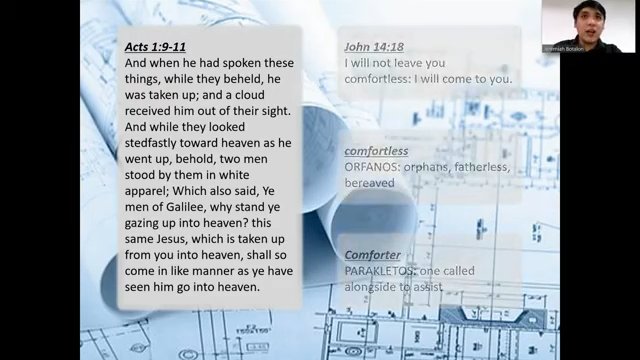 Acts 1:9-11
And when he had spoken these
things, while they beheld, he
was taken up; and a cloud
received him out of their sight.
And while they looked
stedfastly toward heaven as he
went up, behold, two men
stood by them in white
apparel; Which also said, Ye
men of Galilee, why stand ye
gazing up into heaven? this
same Jesus, which is taken up
from you into heaven, shall so
come in like manner as ye have
seen him go into heaven.
John 14:18
I will not leave you
comfortless: I will come to you.
comfortless
ORFANOS: orphans, fatherless,
bereaved
Comforter
PARAKLETOS: one called
alongside to assist